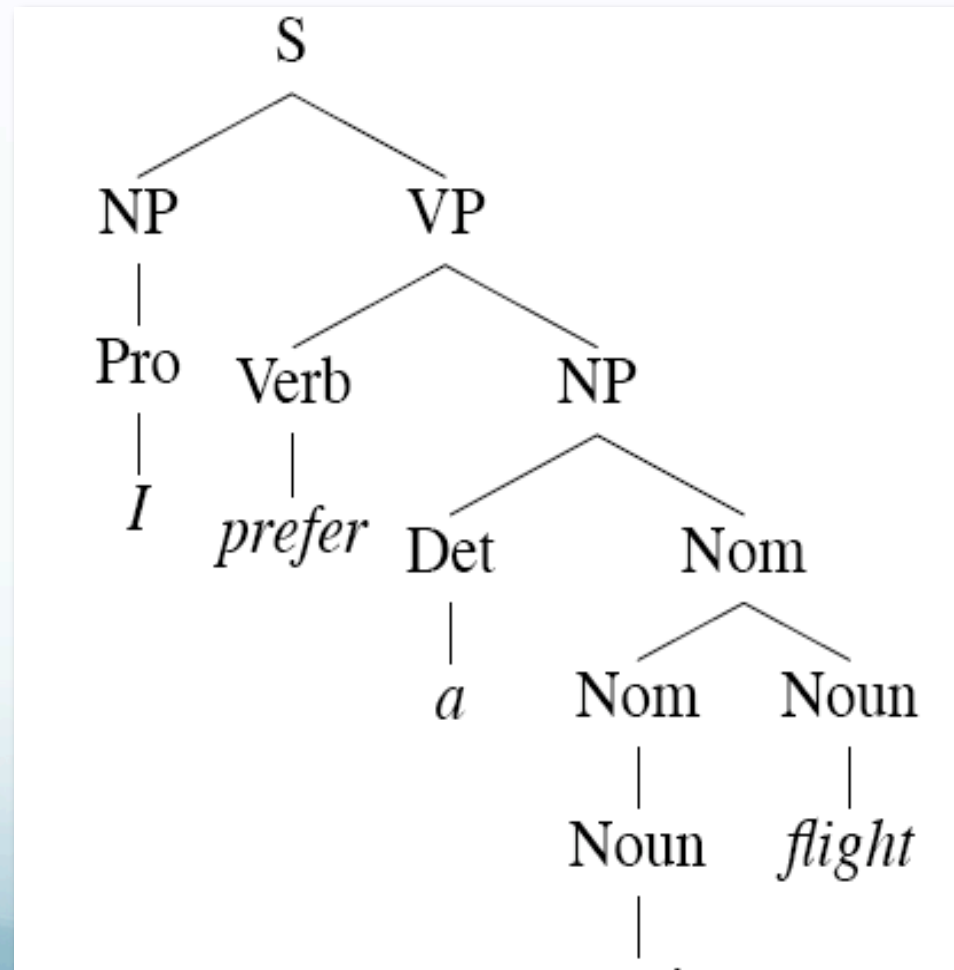 S
NP VP
Pro Verb NP
I prefer Det Nom
a Nom Noun
Noun flight